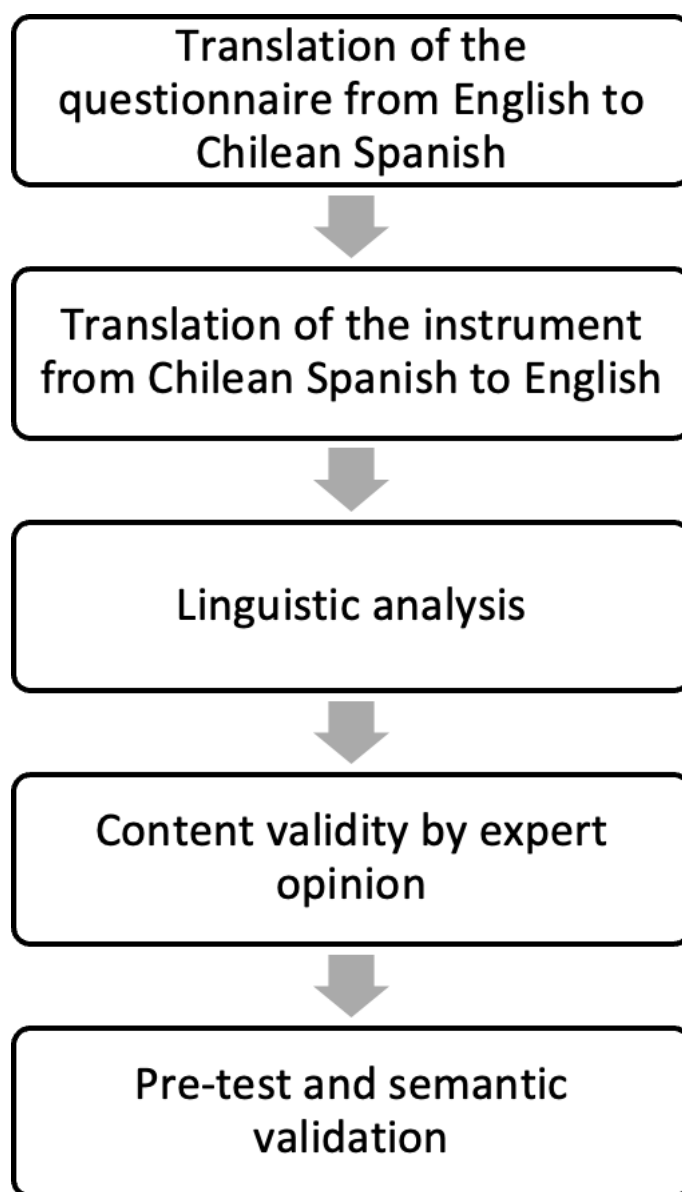 Translation of the
questionnaire from English to
Chilean Spanish
Translation of the instrument
from Chilean Spanish to English
Linguistic analysis
Content validity by expert
opinion
Pre-test and semantic
validation